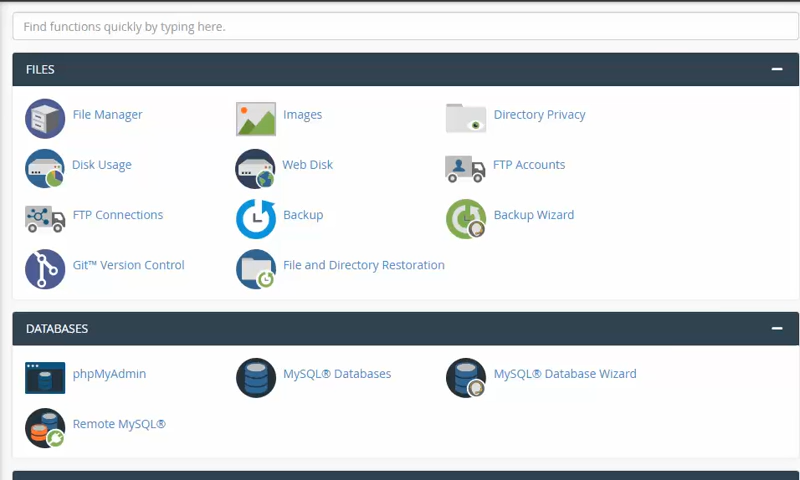 Find functions quickly by typing here.
FILES
File Manager
Images
Directory Privacy
Disk Usage
Web Disk
FTP Accounts
FTP Connections
Backup
Backup Wizard
Git™ Version Control
File and Directory Restoration
DATABASES
phpMyAdmin
MySQL® Databases
MySQL® Database Wizard
Remote MySQL®